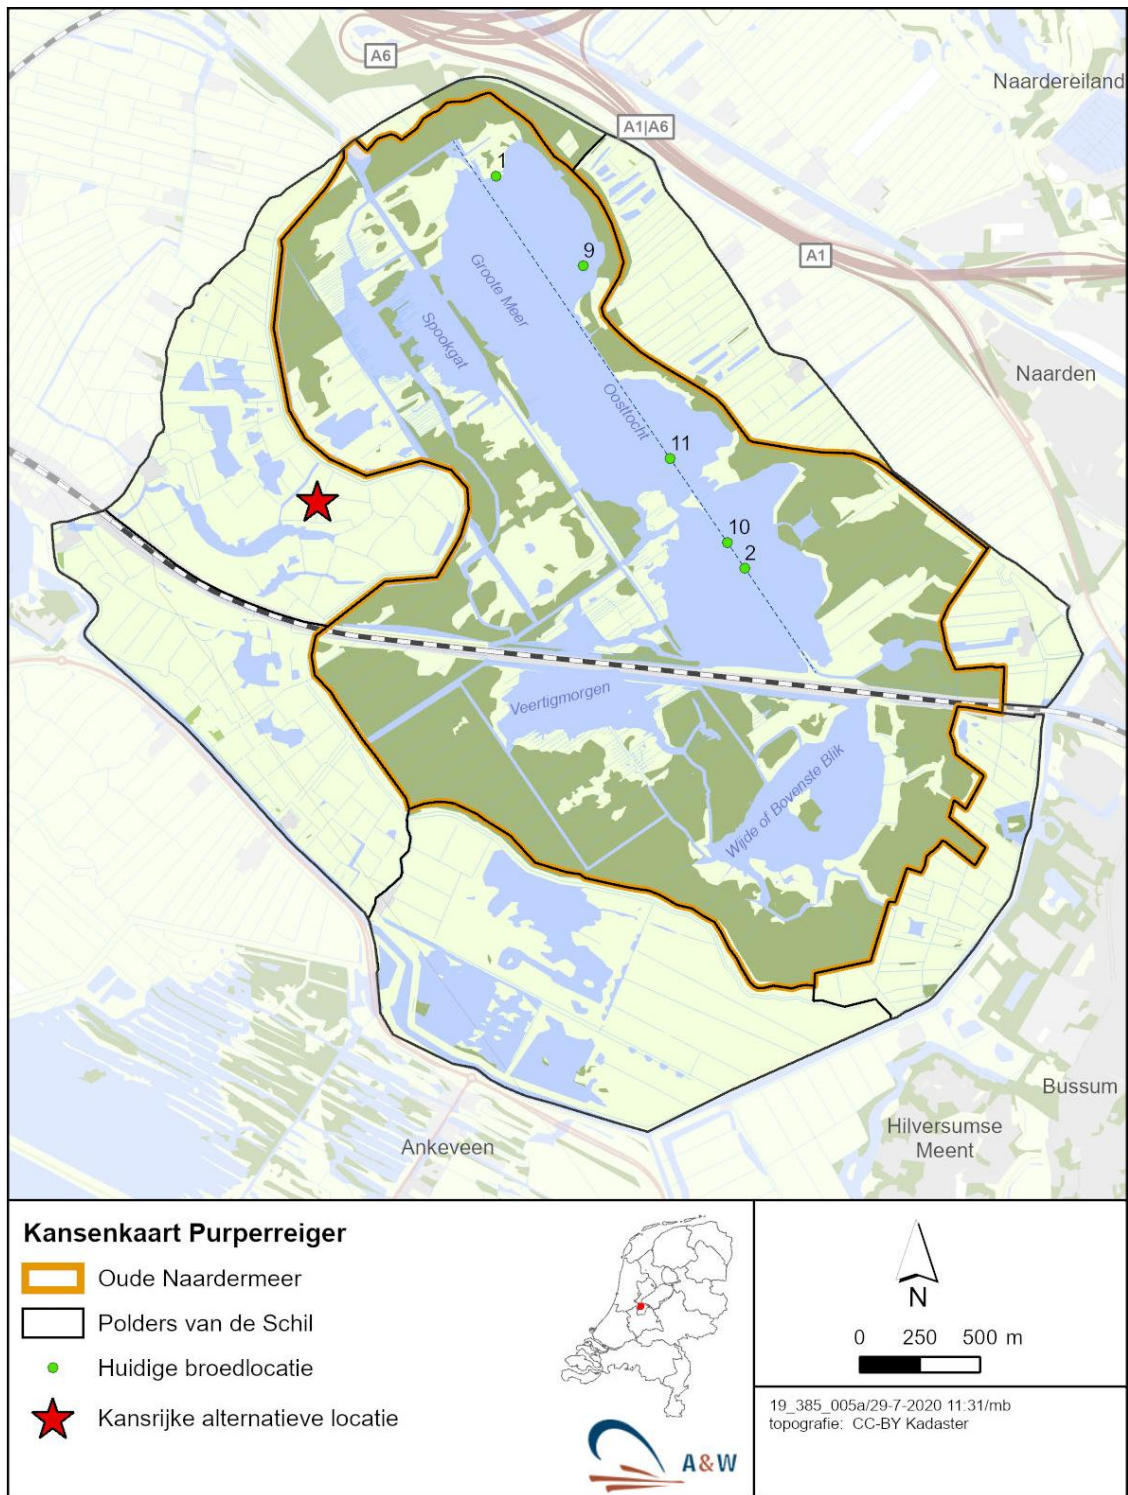 A6
Naardereiland
A1|A6
1
A1
9
Groote Meer
Spookgat
Naarden
Oosttocht
11
10
2
Veertigmorgen
Wijde of Bovenste Blik
Bussum
Hilversumse
Meent
Ankeveen
Kansenkaart Purperreiger
Oude Naardermeer
Polders van de Schil
Huidige broedlocatie
Kansrijke alternatieve locatie
A&W
N
0 250 500 m
19_385_005a/29-7-2020 11:31/mb
topografie: CC-BY Kadaster